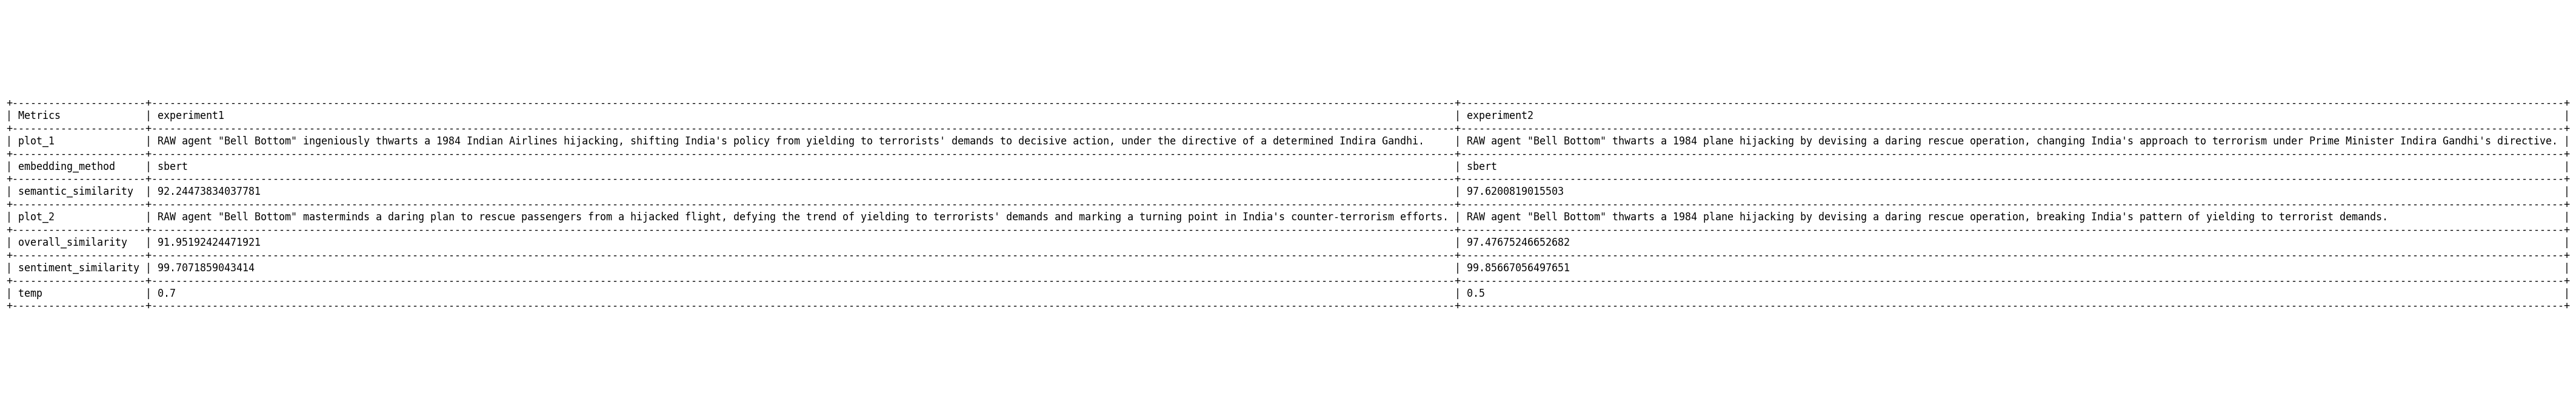 | Metrics | experiment1 | experiment2 |
| plot_1 | RAW agent "Bell Bottom" ingeniously thwarts a 1984 Indian Airlines hijacking, shifting India's policy from yielding to terrorists' demands to decisive action, under the directive of a determined Indira Gandhi. | RAW agent "Bell Bottom" thwarts a 1984 plane hijacking by devising a daring rescue operation, changing India's approach to terrorism under Prime Minister Indira Gandhi's directive. |
| embedding_method | sbert | sbert |
| semantic_similarity | 92.24473834037781 | 97.6200819015503 |
| plot_2 | RAW agent "Bell Bottom" masterminds a daring plan to rescue passengers from a hijacked flight, defying the trend of yielding to terrorists' demands and marking a turning point in India's counter-terrorism efforts. | RAW agent "Bell Bottom" thwarts a 1984 plane hijacking by devising a daring rescue operation, breaking India's pattern of yielding to terrorist demands. |
| overall_similarity | 91.95192424471921 | 97.47675246652682 |
| sentiment_similarity | 99.7071859043414 | 99.85667056497651 |
| temp | 0.7 | 0.5 |